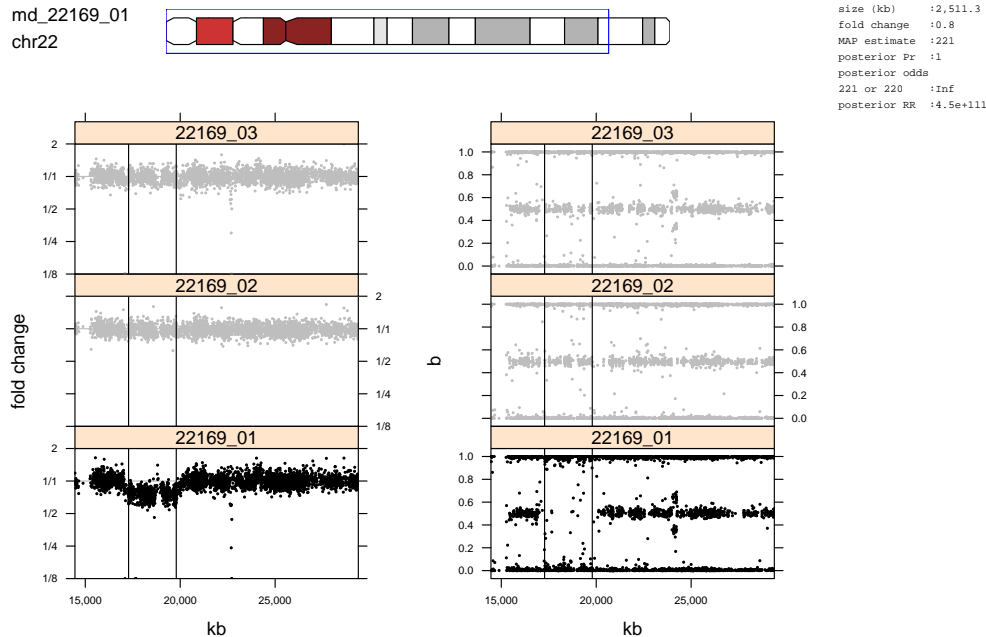 md_22169_01
chr22
size (kb) :2,511.3
fold change :0.8
MAP estimate :221
posterior Pr :1
posterior odds
221 or 220 :Inf
posterior RR :4.5e+111
22169_03
2
1/1
1/2
1/4
1/8
22169_02
2
1/1
1/2
1/4
1/8
22169_01
2
1/1
1/2
1/4
1/8
15,000 20,000 25,000
kb
fold change
22169_03
1.0
0.8
0.6
0.4
0.2
0.0
22169_02
1.0
0.8
0.6
0.4
0.2
0.0
22169_01
1.0
0.8
0.6
0.4
0.2
0.0
15,000 20,000 25,000
kb
b